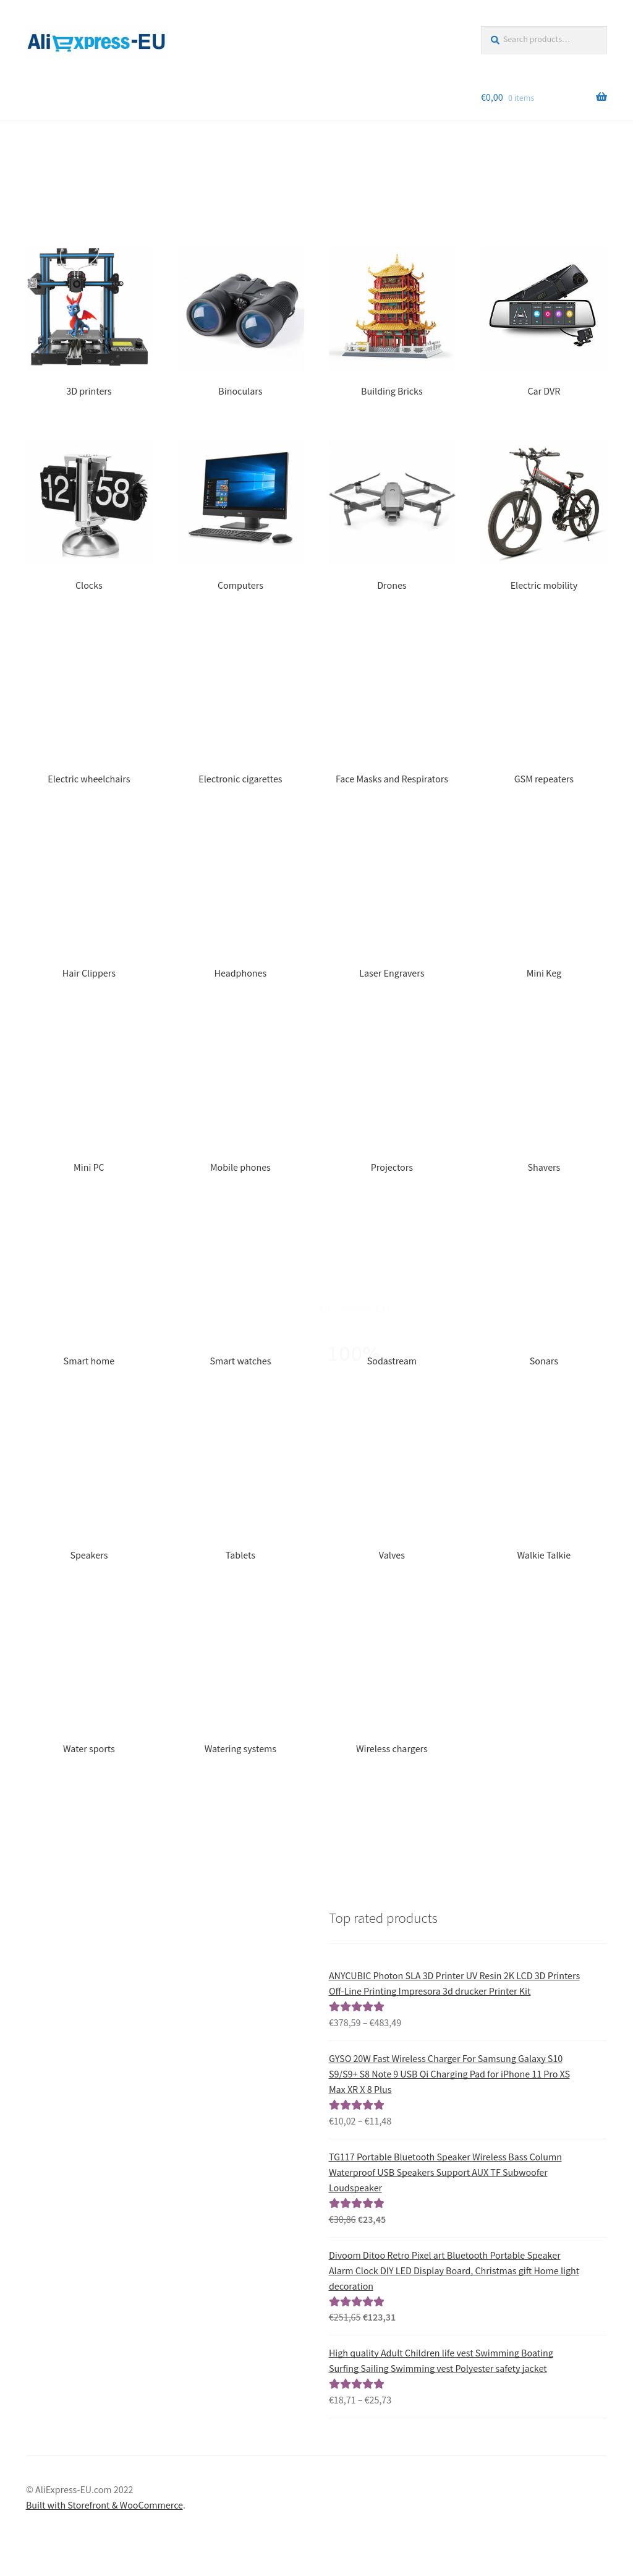 AliExpress-EU
Search products…
€0,00 0 items
3D printers
Binoculars
Building Bricks
Car DVR
12 58
Clocks
Computers
Drones
Electric mobility
Electric wheelchairs
Electronic cigarettes
Face Masks and Respirators
GSM repeaters
Hair Clippers
Headphones
Laser Engravers
Mini Keg
Mini PC
Mobile phones
Projectors
Shavers
100%
Smart home
Smart watches
Sodastream
Sonars
Speakers
Tablets
Valves
Walkie Talkie
Water sports
Watering systems
Wireless chargers
Top rated products
ANYCUBIC Photon SLA 3D Printer UV Resin 2K LCD 3D Printers
Off-Line Printing Impresora 3d drucker Printer Kit
€378,59 – €483,49
GYSO 20W Fast Wireless Charger For Samsung Galaxy S10
S9/S9+ S8 Note 9 USB Qi Charging Pad for iPhone 11 Pro XS
Max XR X 8 Plus
€10,02 – €11,48
TG117 Portable Bluetooth Speaker Wireless Bass Column
Waterproof USB Speakers Support AUX TF Subwoofer
Loudspeaker
€30,86 €23,45
Divoom Ditoo Retro Pixel art Bluetooth Portable Speaker
Alarm Clock DIY LED Display Board, Christmas gift Home light
decoration
€251,65 €123,31
High quality Adult Children life vest Swimming Boating
Surfing Sailing Swimming vest Polyester safety jacket
€18,71 – €25,73
© AliExpress-EU.com 2022
Built with Storefront & WooCommerce.